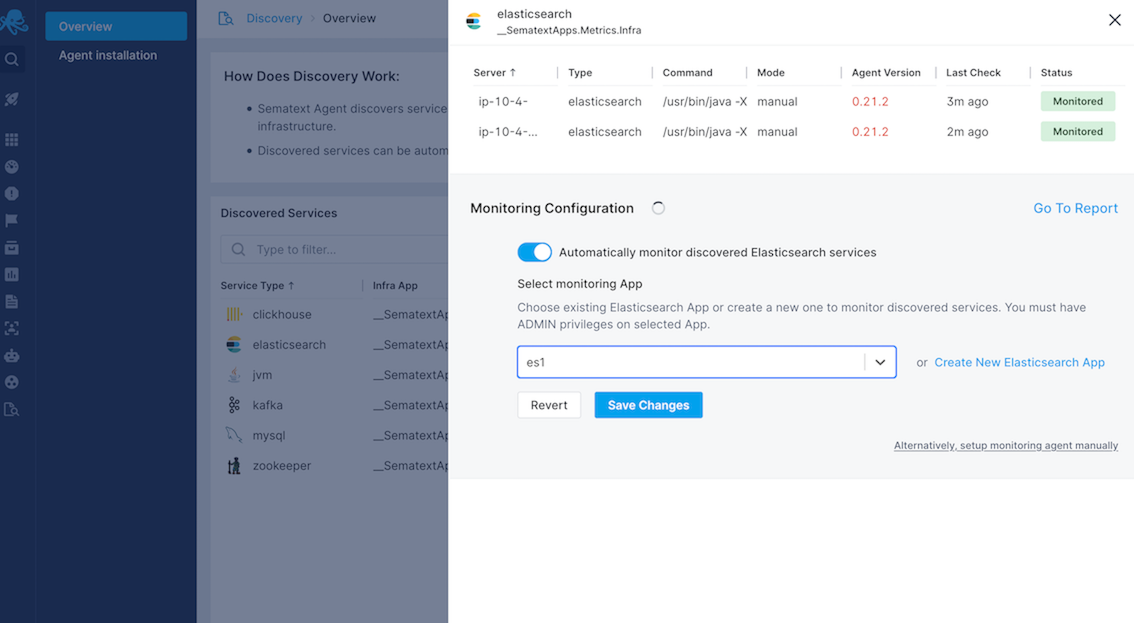 Overview
Agent installation
Discovery > Overview
How Does Discovery Work:
• Sematext Agent discovers service
infrastructure.
• Discovered services can be autom
Discovered Services
Type to filter...
Service Type ↑ Infra App
clickhouse __SematextAp
elasticsearch __SematextAp
jvm __SematextAp
kafka __SematextAp
mysql __SematextAp
zookeeper __SematextAp
elasticsearch
__SematextApps.Metrics.Infra
Server ↑ Type Command Mode Agent Version Last Check Status
ip-10-4- elasticsearch /usr/bin/java -X manual 0.21.2 3m ago Monitored
ip-10-4-... elasticsearch /usr/bin/java -X manual 0.21.2 2m ago Monitored
Monitoring Configuration Go To Report
Automatically monitor discovered Elasticsearch services
Select monitoring App
Choose existing Elasticsearch App or create a new one to monitor discovered services. You must have
ADMIN privileges on selected App.
es1 or Create New Elasticsearch App
Revert Save Changes
Alternatively, setup monitoring agent manually